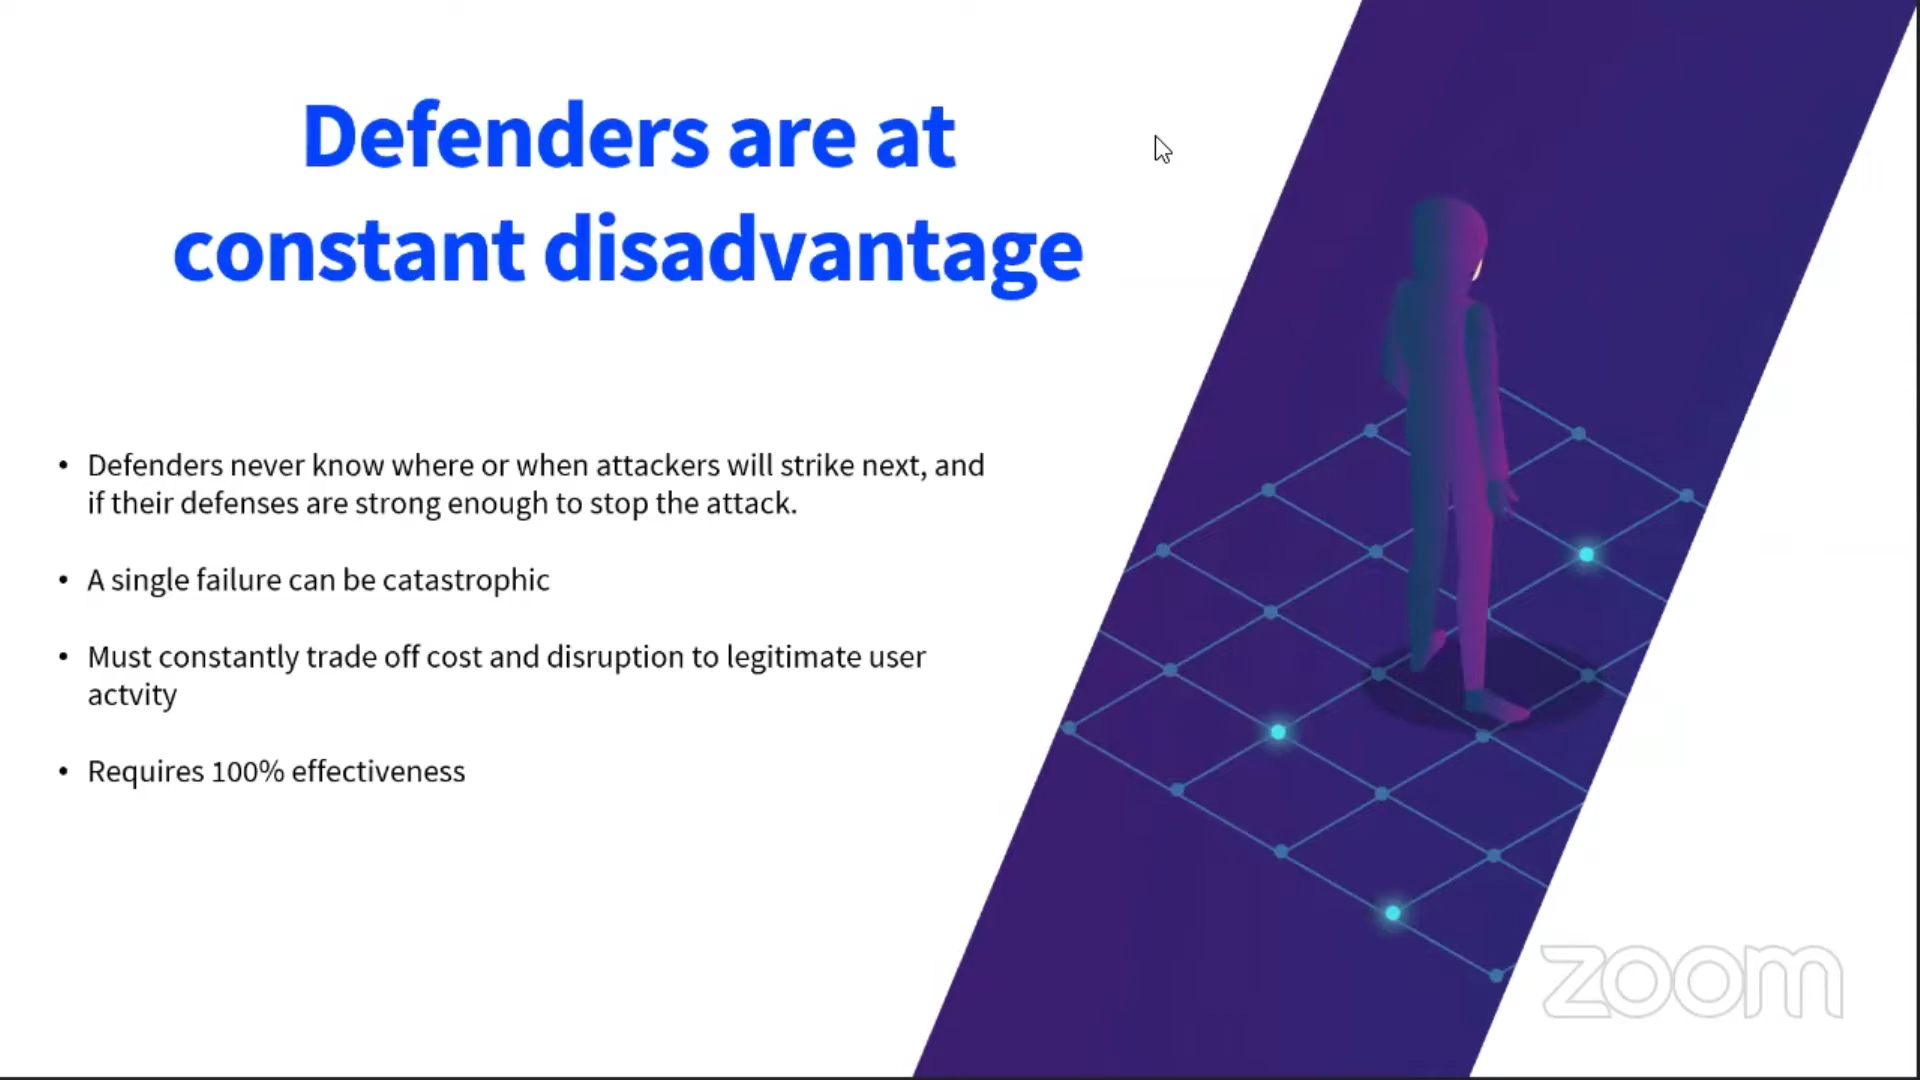 Defenders are at
constant disadvantage
• Defenders never know where or when attackers will strike next, and
if their defenses are strong enough to stop the attack.
• A single failure can be catastrophic
• Must constantly trade off cost and disruption to legitimate user
actvity
• Requires 100% effectiveness
zoom